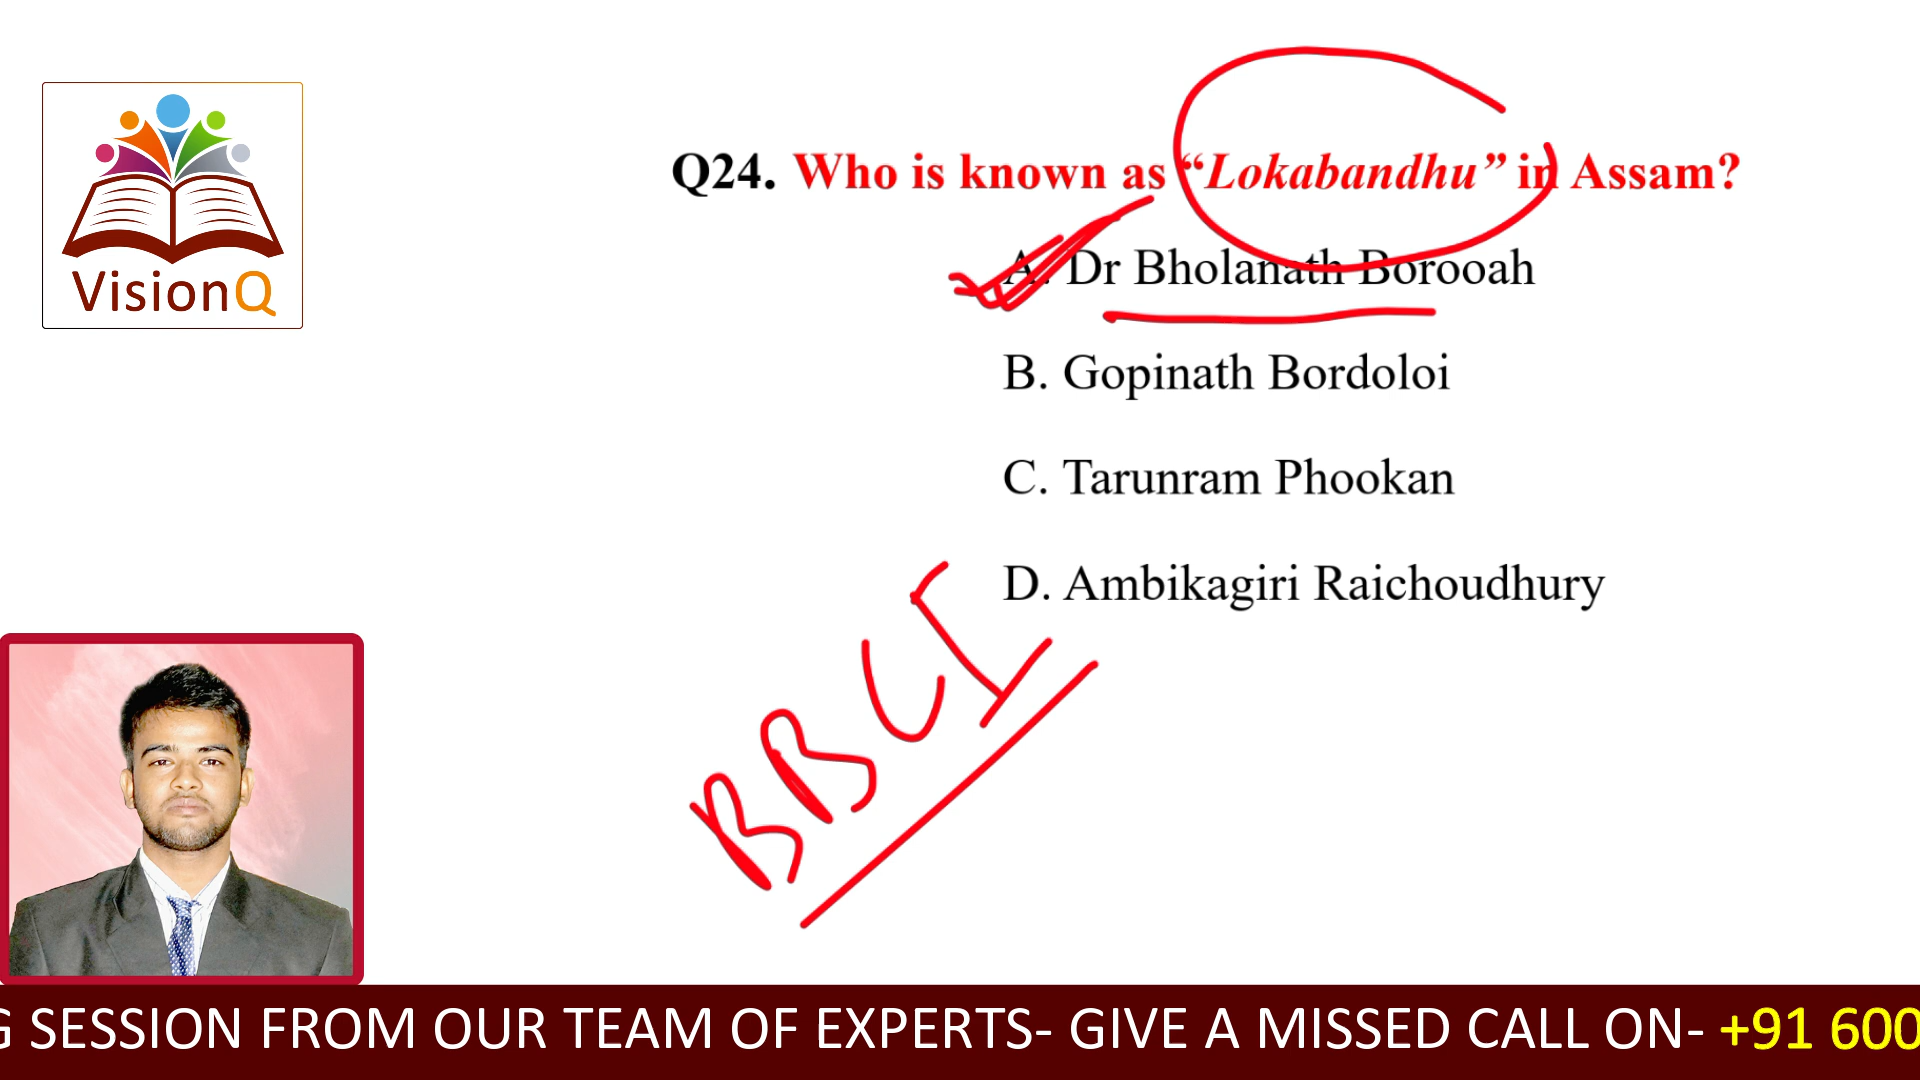 VisionQ
Q24. Who is known as “Lokabandhu” in Assam?
A. Dr Bholanath Borooah
B. Gopinath Bordoloi
C. Tarunram Phookan
D. Ambikagiri Raichoudhury
BBCI
G SESSION FROM OUR TEAM OF EXPERTS- GIVE A MISSED CALL ON- +91 600